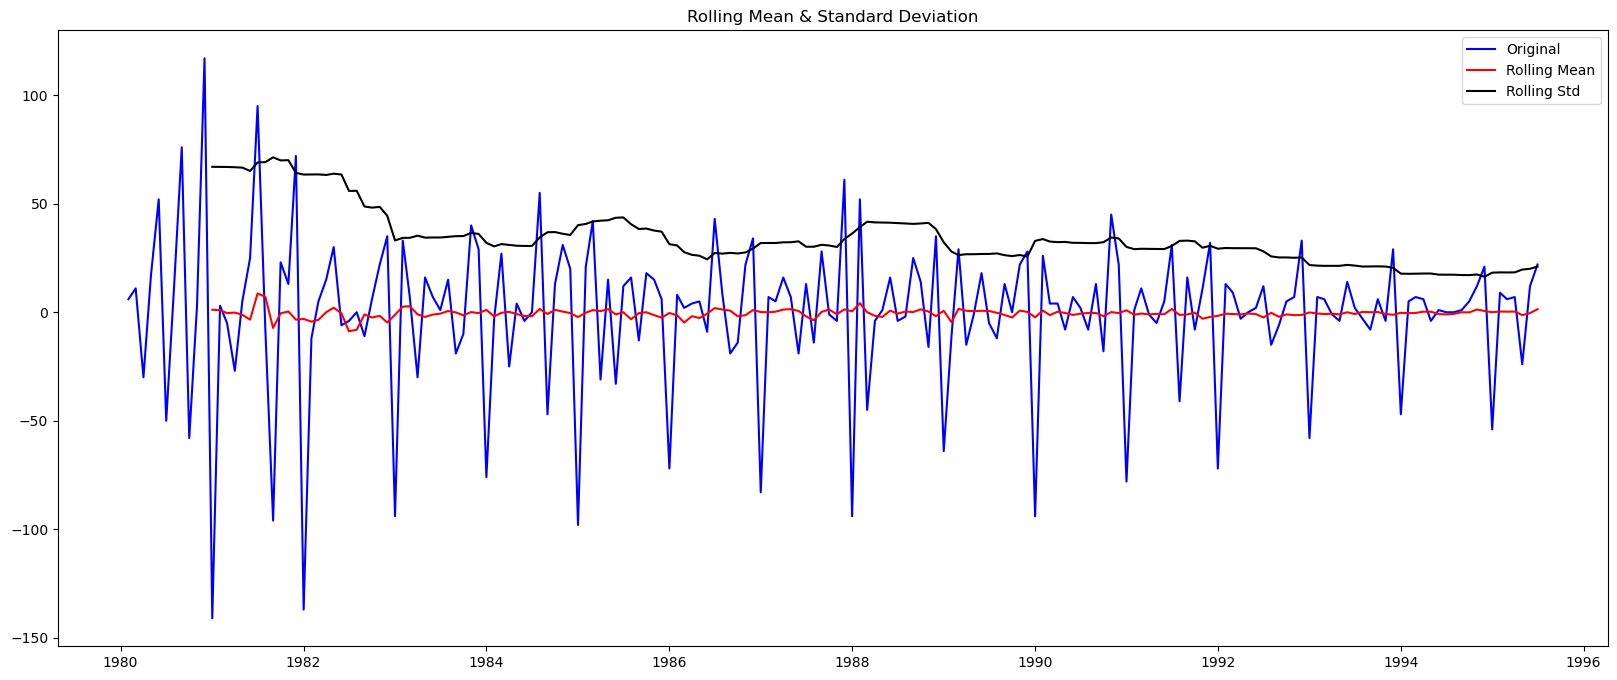 Rolling Mean & Standard Deviation
Original
Rolling Mean
Rolling Std
100
50
0
−50
−100
−150
1980 1982 1984 1986 1988 1990 1992 1994 1996